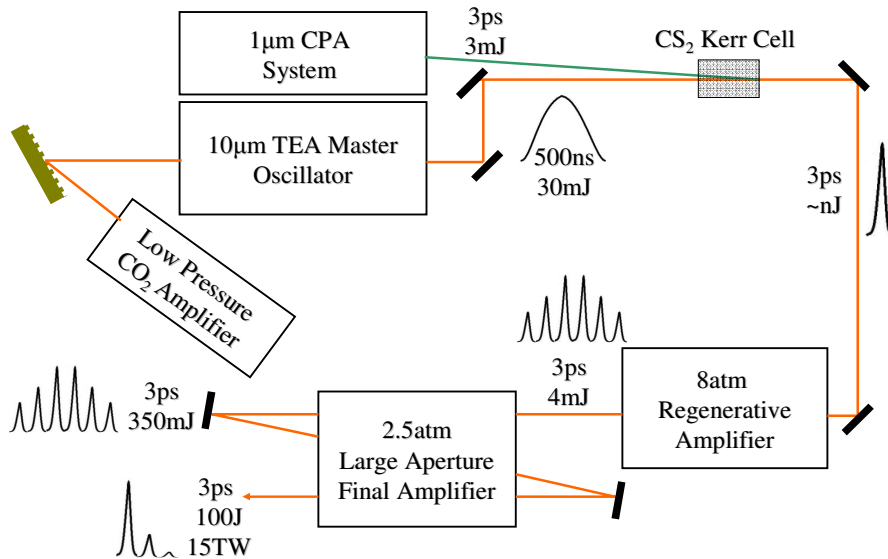 1μm CPA
System
3ps
3mJ
CS₂ Kerr Cell
10μm TEA Master
Oscillator
500ns
30mJ
3ps
~nJ
Low Pressure
CO₂ Amplifier
8atm
Regenerative
Amplifier
3ps
4mJ
2.5atm
Large Aperture
Final Amplifier
3ps
350mJ
3ps
100J
15TW